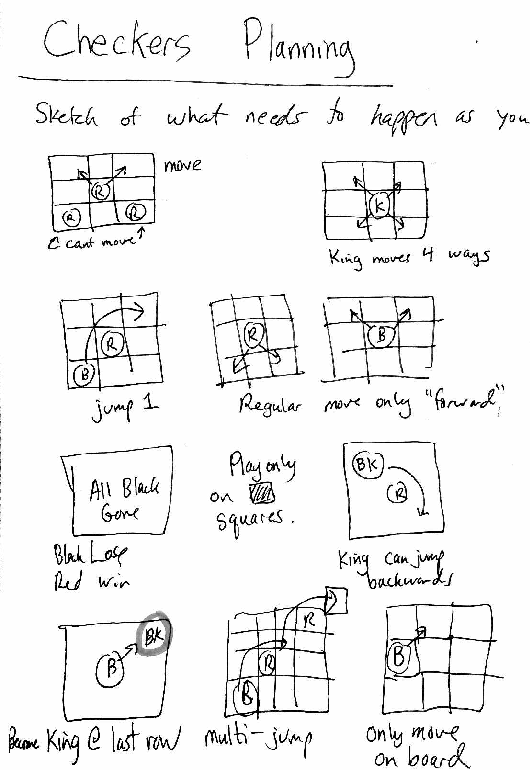 Checkers Planning
Sketch of what needs to happen as you
R
move
R
R
cant move
K
King moves 4 ways
R
B
jump 1
R
B
Regular move only "forward"
All Black
Gone
Black Lose
Red win
Play only
on
squares.
BK
R
King can jump
backwards
BK
B
Become King @ last row
R
R
B
multi-jump
B
Only move
on board